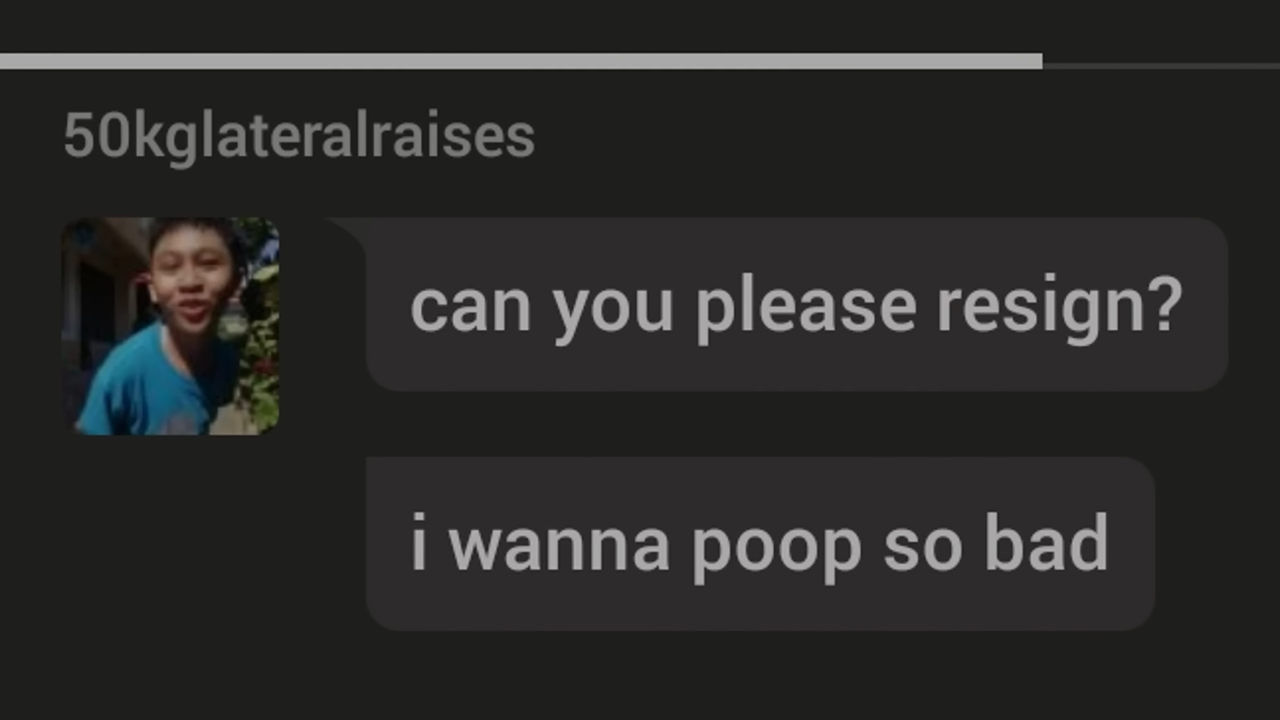 50kglateralraises
can you please resign?
i wanna poop so bad